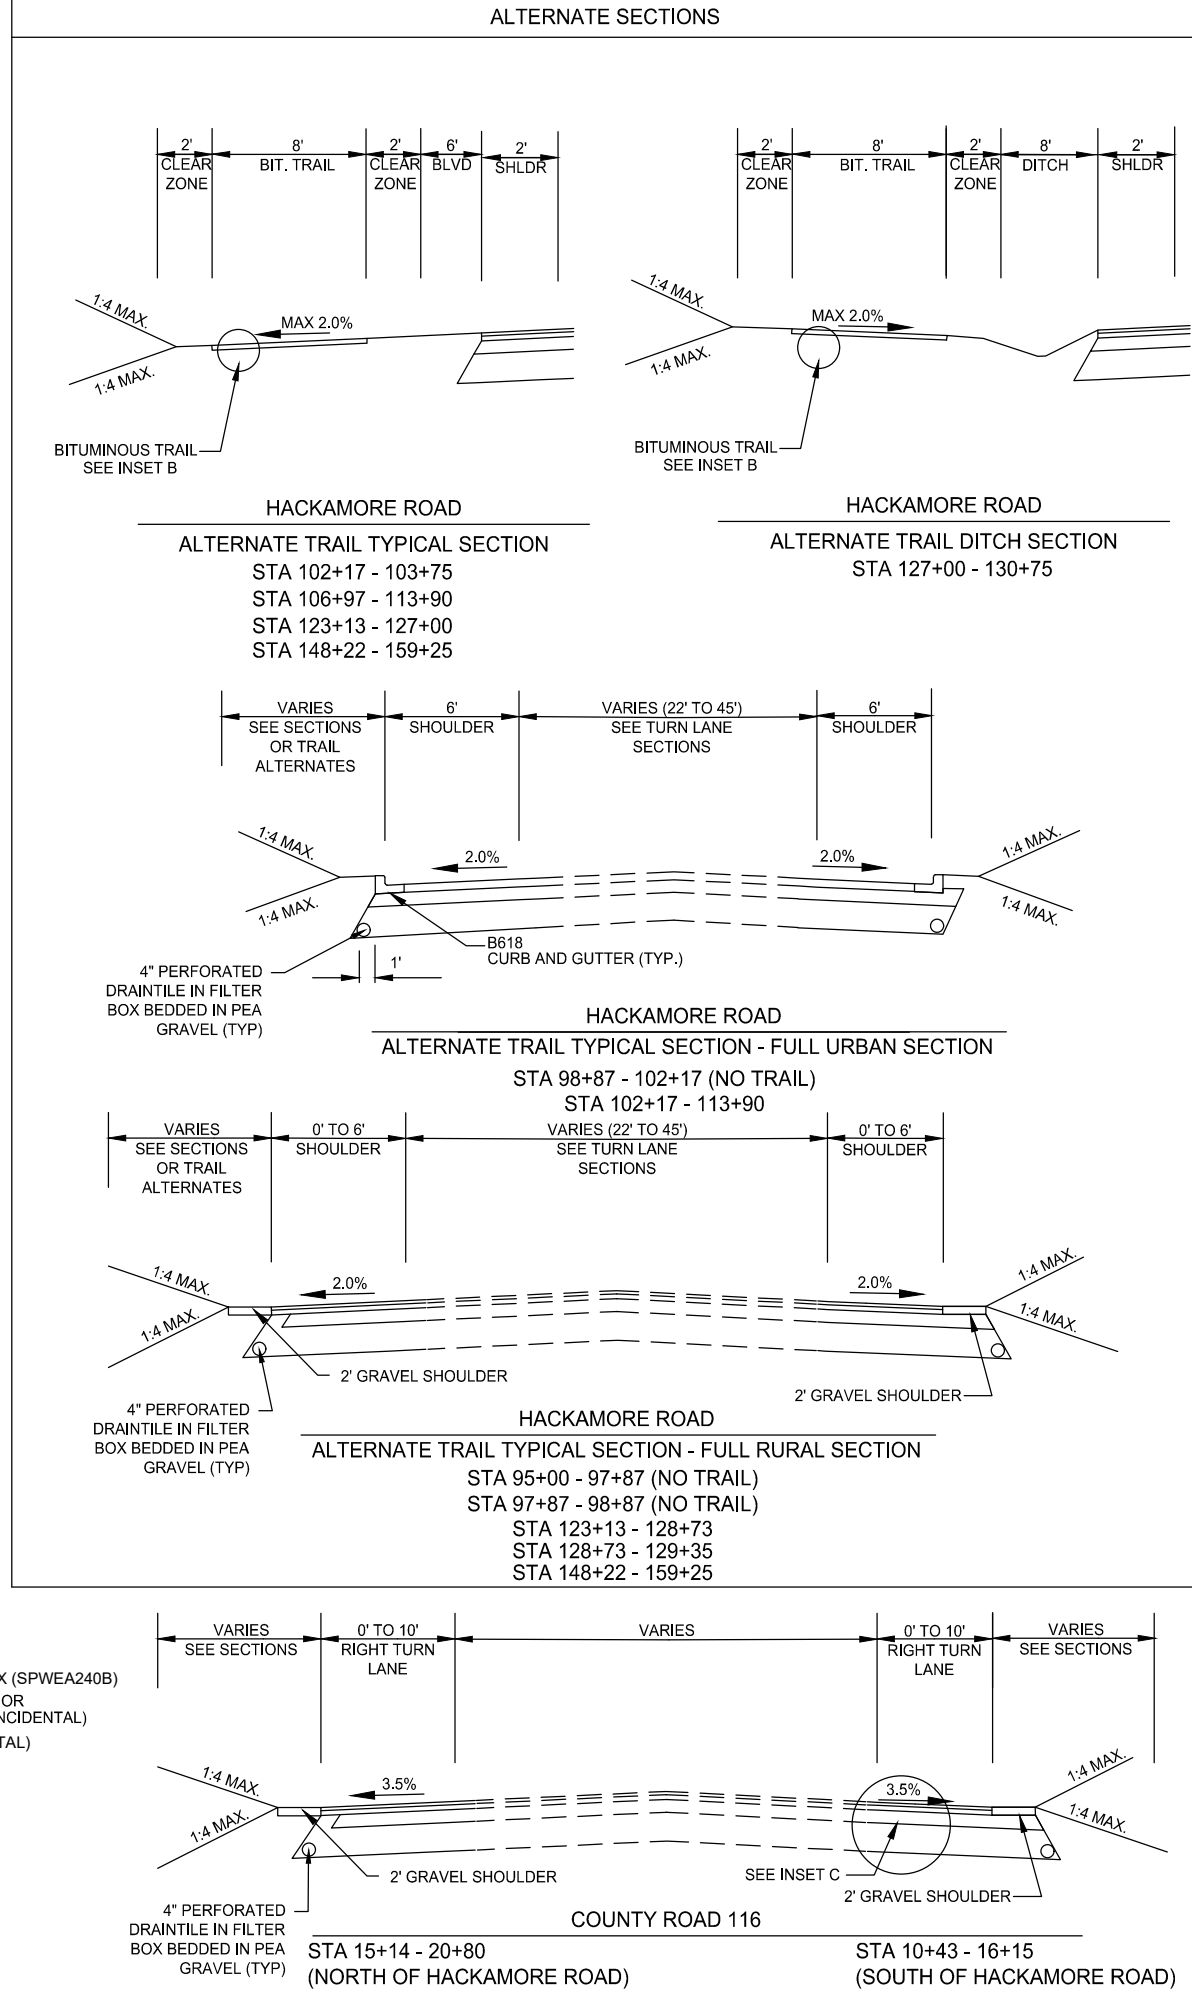 ALTERNATE SECTIONS
2'
CLEAR
ZONE
8'
BIT. TRAIL
2'
CLEAR
ZONE
6'
BLVD
2'
SHLDR
1:4 MAX.
1:4 MAX.
MAX 2.0%
BITUMINOUS TRAIL
SEE INSET B
HACKAMORE ROAD
ALTERNATE TRAIL TYPICAL SECTION
STA 102+17 - 103+75
STA 106+97 - 113+90
STA 123+13 - 127+00
STA 148+22 - 159+25
2'
CLEAR
ZONE
8'
BIT. TRAIL
2'
CLEAR
ZONE
8'
DITCH
2'
SHLDR
1:4 MAX.
1:4 MAX.
MAX 2.0%
BITUMINOUS TRAIL
SEE INSET B
HACKAMORE ROAD
ALTERNATE TRAIL DITCH SECTION
STA 127+00 - 130+75
VARIES
SEE SECTIONS
OR TRAIL
ALTERNATES
6'
SHOULDER
VARIES (22' TO 45')
SEE TURN LANE
SECTIONS
6'
SHOULDER
1:4 MAX.
1:4 MAX.
2.0%
2.0%
1:4 MAX.
1:4 MAX.
B618
CURB AND GUTTER (TYP.)
1'
4" PERFORATED
DRAINTILE IN FILTER
BOX BEDDED IN PEA
GRAVEL (TYP)
HACKAMORE ROAD
ALTERNATE TRAIL TYPICAL SECTION - FULL URBAN SECTION
STA 98+87 - 102+17 (NO TRAIL)
STA 102+17 - 113+90
VARIES
SEE SECTIONS
OR TRAIL
ALTERNATES
0' TO 6'
SHOULDER
VARIES (22' TO 45')
SEE TURN LANE
SECTIONS
0' TO 6'
SHOULDER
1:4 MAX.
1:4 MAX.
2.0%
2.0%
1:4 MAX.
1:4 MAX.
2' GRAVEL SHOULDER
2' GRAVEL SHOULDER
4" PERFORATED
DRAINTILE IN FILTER
BOX BEDDED IN PEA
GRAVEL (TYP)
HACKAMORE ROAD
ALTERNATE TRAIL TYPICAL SECTION - FULL RURAL SECTION
STA 95+00 - 97+87 (NO TRAIL)
STA 97+87 - 98+87 (NO TRAIL)
STA 123+13 - 128+73
STA 128+73 - 129+35
STA 148+22 - 159+25
X (SPWEA240B)
OR
NCIDENTAL)
TAL)
VARIES
SEE SECTIONS
0' TO 10'
RIGHT TURN
LANE
VARIES
0' TO 10'
RIGHT TURN
LANE
VARIES
SEE SECTIONS
1:4 MAX.
1:4 MAX.
3.5%
3.5%
1:4 MAX.
1:4 MAX.
2' GRAVEL SHOULDER
SEE INSET C
2' GRAVEL SHOULDER
4" PERFORATED
DRAINTILE IN FILTER
BOX BEDDED IN PEA
GRAVEL (TYP)
COUNTY ROAD 116
STA 15+14 - 20+80
(NORTH OF HACKAMORE ROAD)
STA 10+43 - 16+15
(SOUTH OF HACKAMORE ROAD)